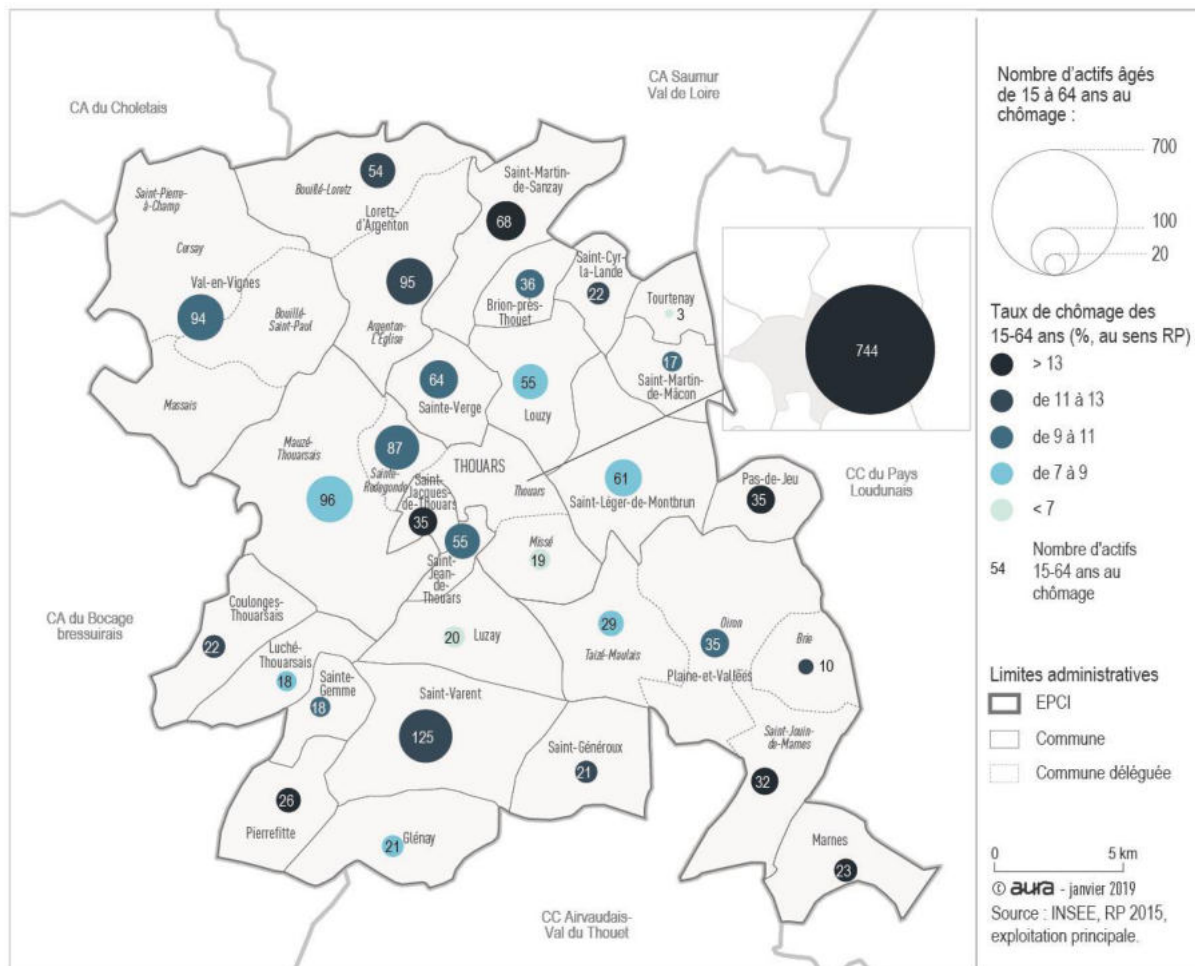 CA du Choletais
CA Saumur
Val de Loire
Saint-Pierre-
à-Champ
Bouillé-Loretz
54
Saint-Martin-
de-Sanzay
68
Loretz-
d'Argenton
Cersay
Val-en-Vignes
94
Bouillé-
Saint-Paul
95
Argenton-
L'Église
36
Brion-près-
Thouet
Saint-Cyr-
la-Lande
22
Tourtenay
3
17
Saint-Martin-
de-Mâcon
744
Massais
64
Sainte-Verge
55
Louzy
Mauzé-
Thouarsais
96
87
Sainte-
Radegonde
THOUARS
Thouars
Saint-
Jacques-
de-Thouars
35
61
Saint-Léger-de-Montbrun
Pas-de-Jeu
35
CC du Pays
Loudunais
55
Saint-
Jean-
de-
Thouars
Missé
19
CA du Bocage
bressuirais
Coulonges-
Thouarsais
22
Luché-
Thouarsais
18
Sainte-
Gemme
18
20
Luzay
29
Taizé-Maulais
Oiron
35
Plaine-et-Vallées
Brie
10
Saint-Varent
125
Saint-Généroux
21
Saint-Jouin-
de-Marnes
32
26
Pierrefitte
Glénay
21
Marnes
23
CC Airvaudais-
Val du Thouet
Nombre d'actifs âgés
de 15 à 64 ans au
chômage :
700
100
20
Taux de chômage des
15-64 ans (%, au sens RP)
> 13
de 11 à 13
de 9 à 11
de 7 à 9
< 7
54
Nombre d'actifs
15-64 ans au
chômage
Limites administratives
EPCI
Commune
Commune déléguée
0 5 km
© aura - janvier 2019
Source : INSEE, RP 2015,
exploitation principale.